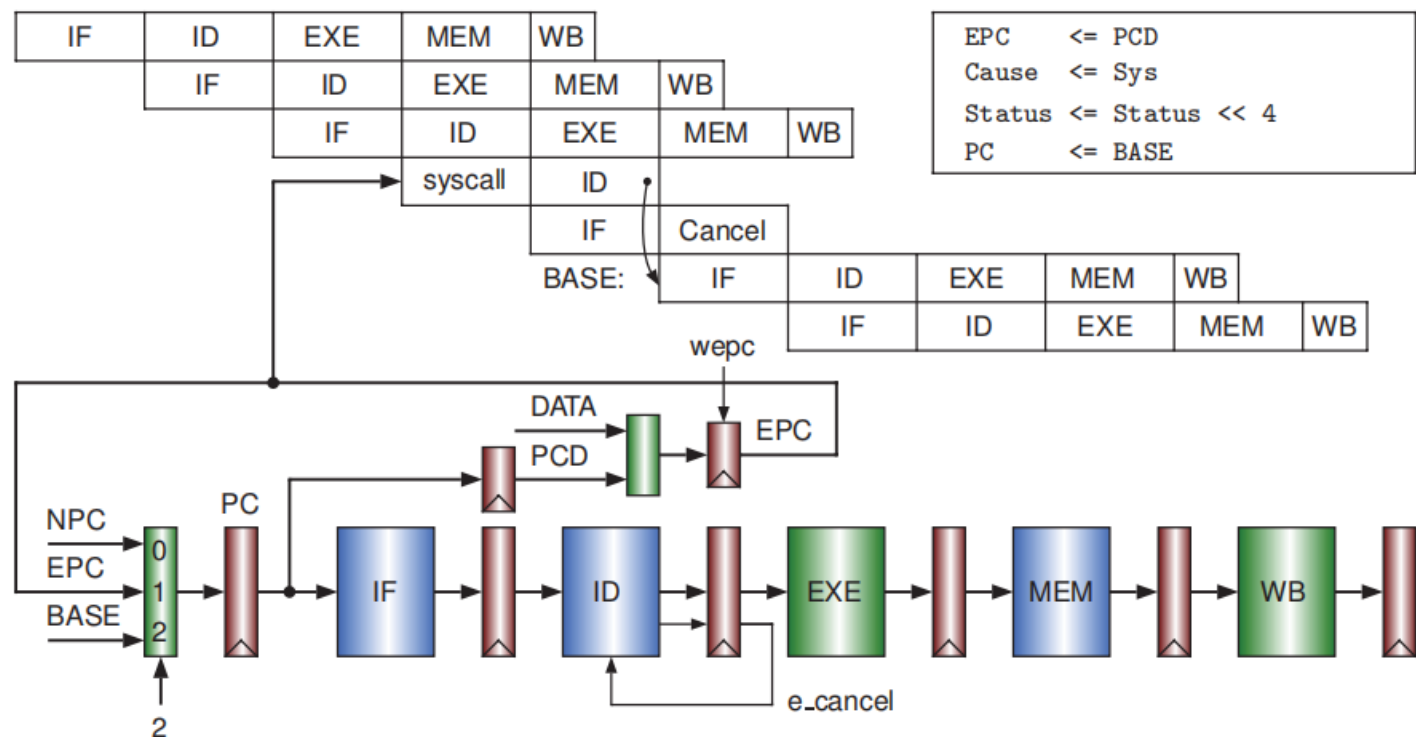 IF ID EXE MEM WB
IF ID EXE MEM WB
IF ID EXE MEM WB
syscall ID
IF Cancel
BASE: IF ID EXE MEM WB
IF ID EXE MEM WB
EPC <= PCD
Cause <= Sys
Status <= Status << 4
PC <= BASE
wepc
DATA
EPC
PCD
PC
NPC
0
EPC
1
BASE
2
IF ID EXE MEM WB
e_cancel
2